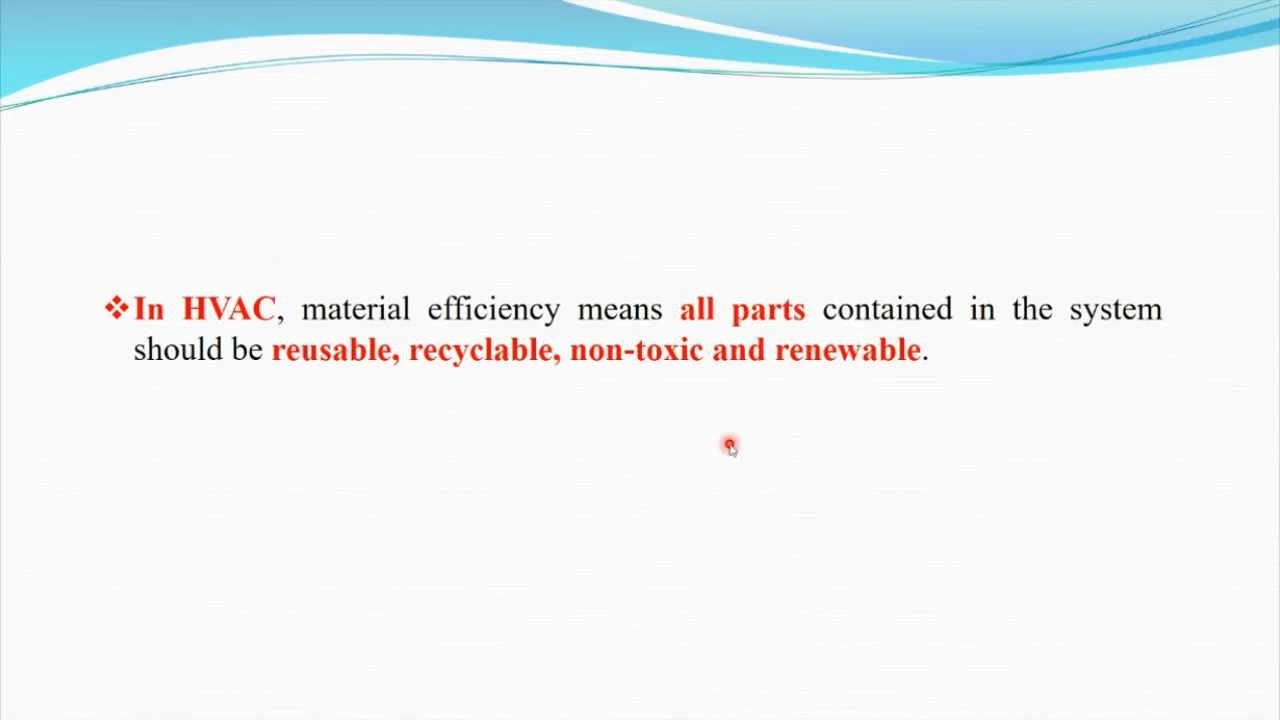 ❖In HVAC, material efficiency means all parts contained in the system
should be reusable, recyclable, non-toxic and renewable.